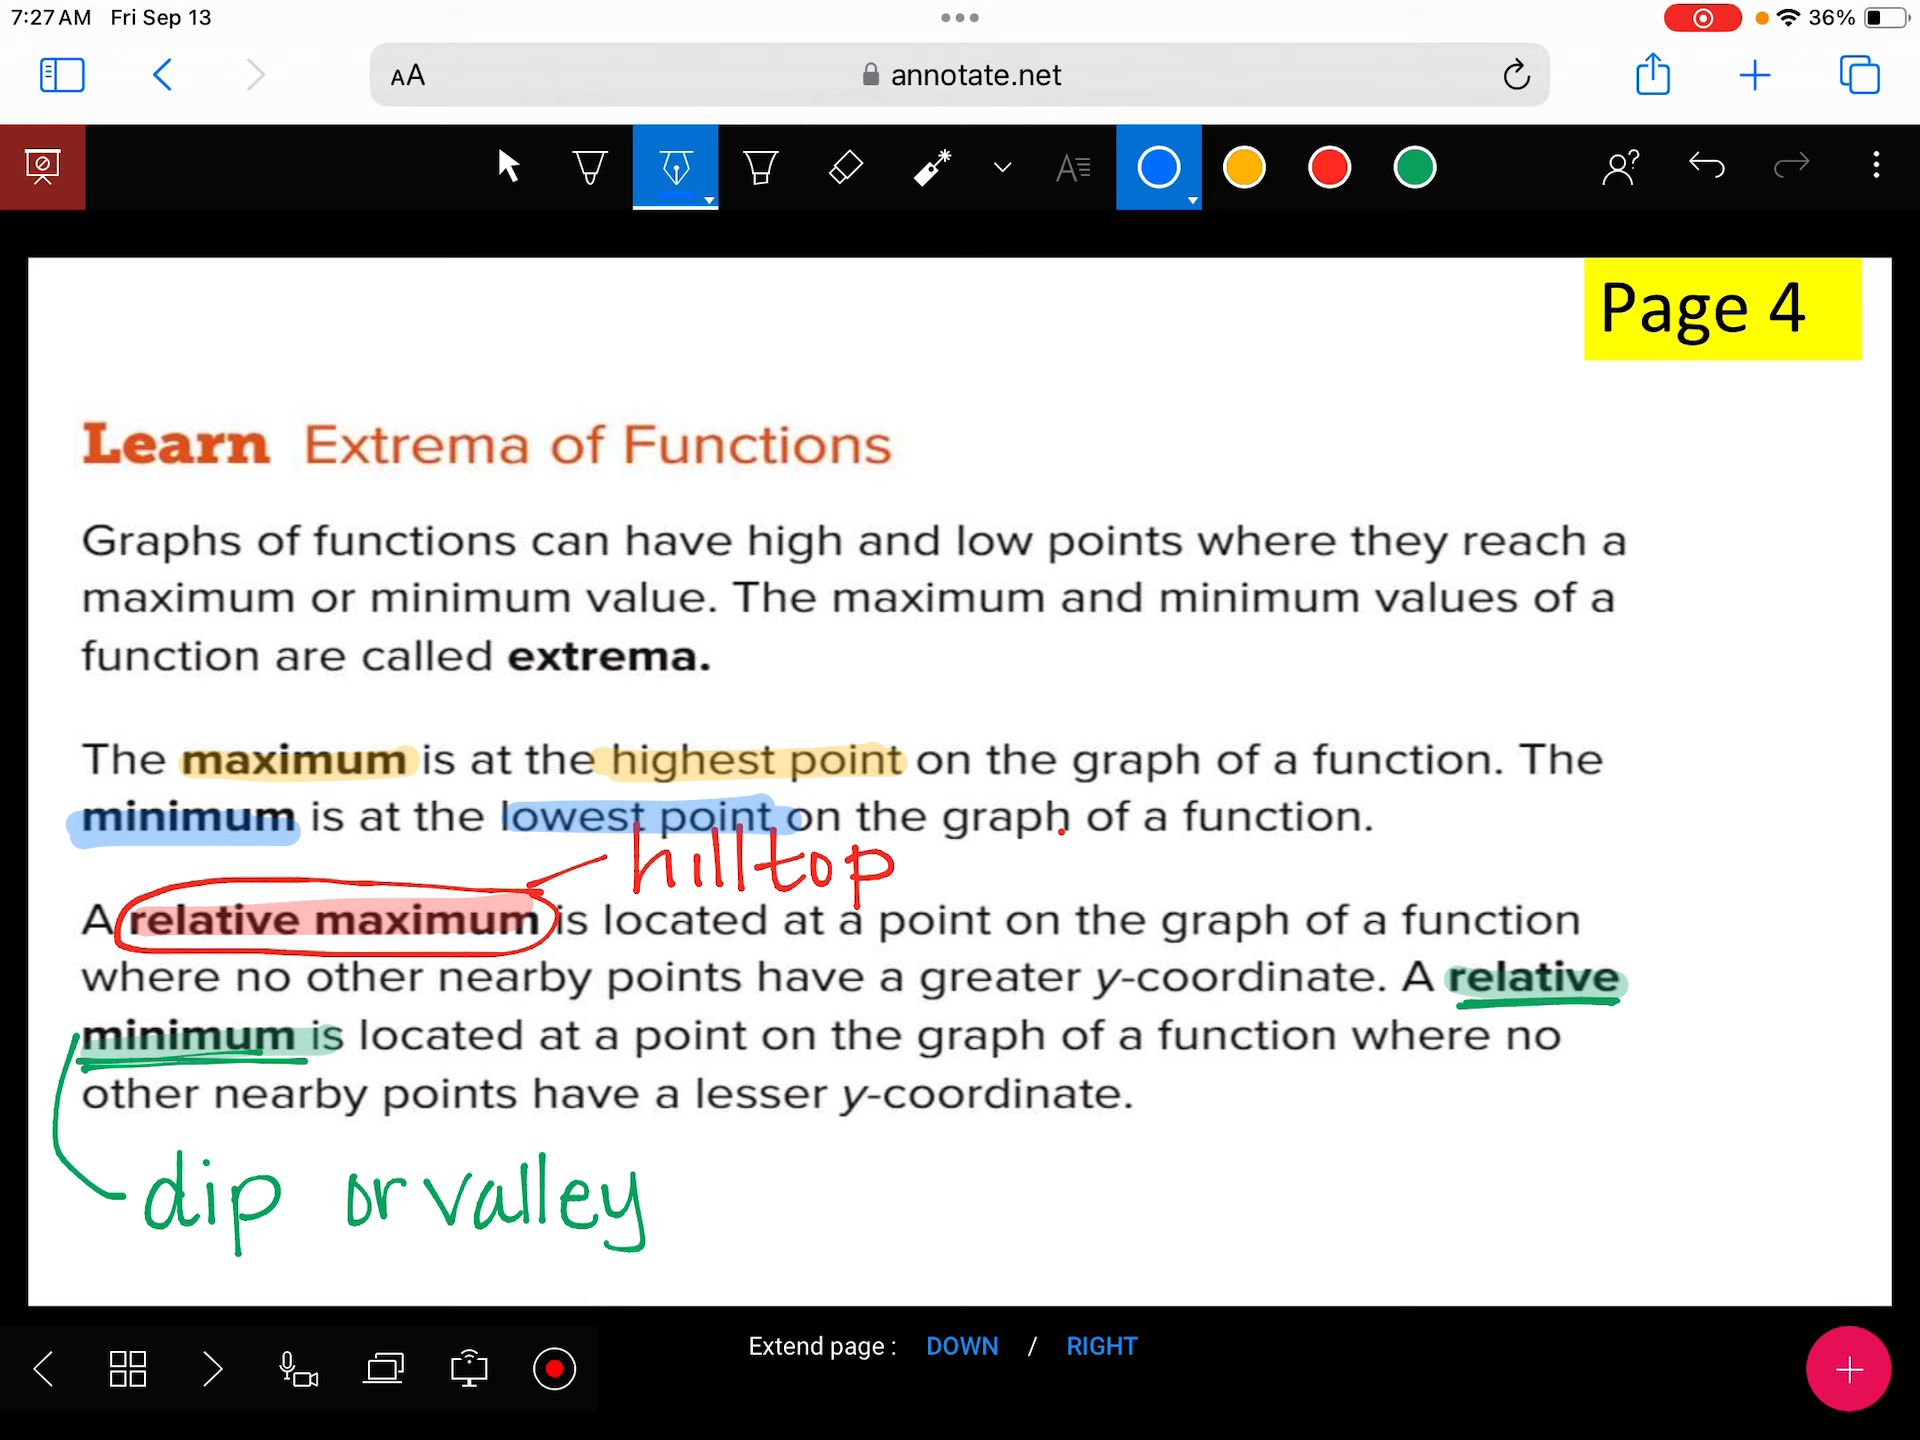 7:27 AM Fri Sep 13
36%
AA
annotate.net
Page 4
Learn Extrema of Functions
Graphs of functions can have high and low points where they reach a
maximum or minimum value. The maximum and minimum values of a
function are called extrema.
The maximum is at the highest point on the graph of a function. The
minimum is at the lowest point on the graph of a function.
hilltop
A relative maximum is located at a point on the graph of a function
where no other nearby points have a greater y-coordinate. A relative
minimum is located at a point on the graph of a function where no
other nearby points have a lesser y-coordinate.
dip or valley
Extend page : DOWN / RIGHT